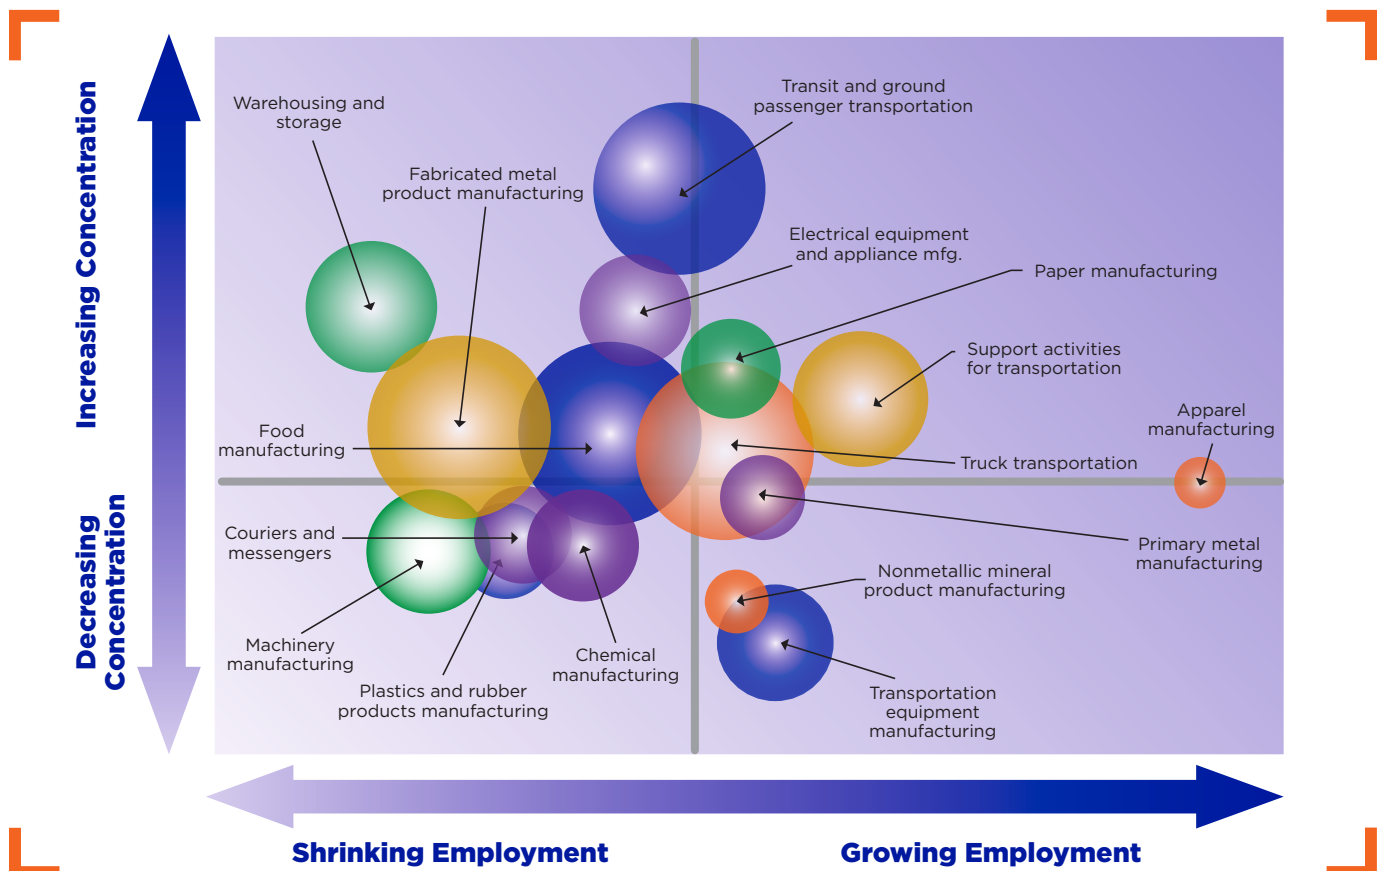 Increasing Concentration
Decreasing
Concentration
Warehousing and
storage
Fabricated metal
product manufacturing
Transit and ground
passenger transportation
Electrical equipment
and appliance mfg.
Paper manufacturing
Support activities
for transportation
Apparel
manufacturing
Food
manufacturing
Truck transportation
Couriers and
messengers
Primary metal
manufacturing
Nonmetallic mineral
product manufacturing
Machinery
manufacturing
Chemical
manufacturing
Plastics and rubber
products manufacturing
Transportation
equipment
manufacturing
Shrinking Employment
Growing Employment